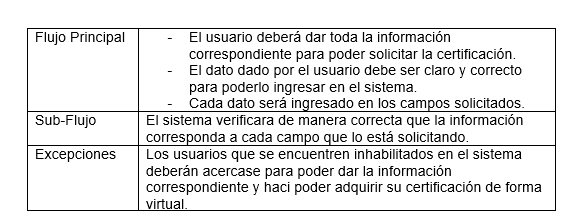 Flujo Principal - El usuario deberá dar toda la información
correspondiente para poder solicitar la certificación.
- El dato dado por el usuario debe ser claro y correcto
para poderlo ingresar en el sistema.
- Cada dato será ingresado en los campos solicitados.
Sub-Flujo El sistema verificara de manera correcta que la información
corresponda a cada campo que lo está solicitando.
Excepciones Los usuarios que se encuentren inhabilitados en el sistema
deberán acercase para poder dar la información
correspondiente y haci poder adquirir su certificación de forma
virtual.